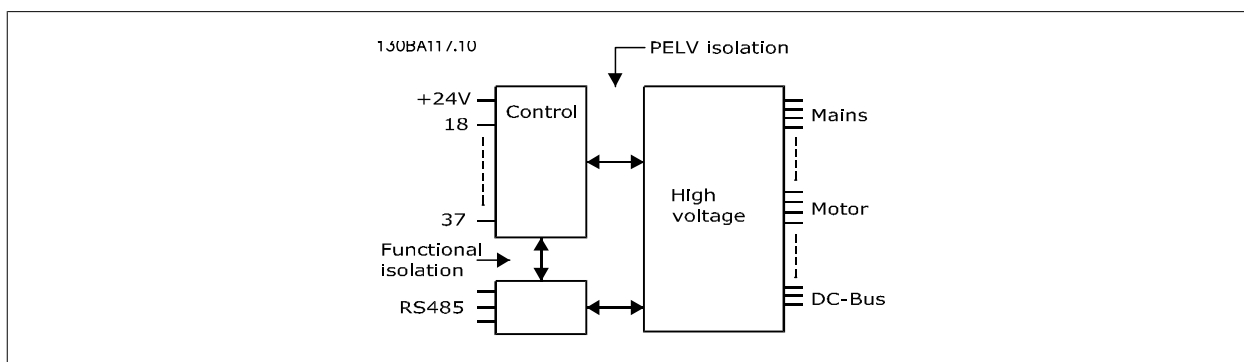 130BA117.10
PELV isolation
+24V
Control
18
Mains
High
voltage
37
Motor
Functional
isolation
RS485
DC-Bus